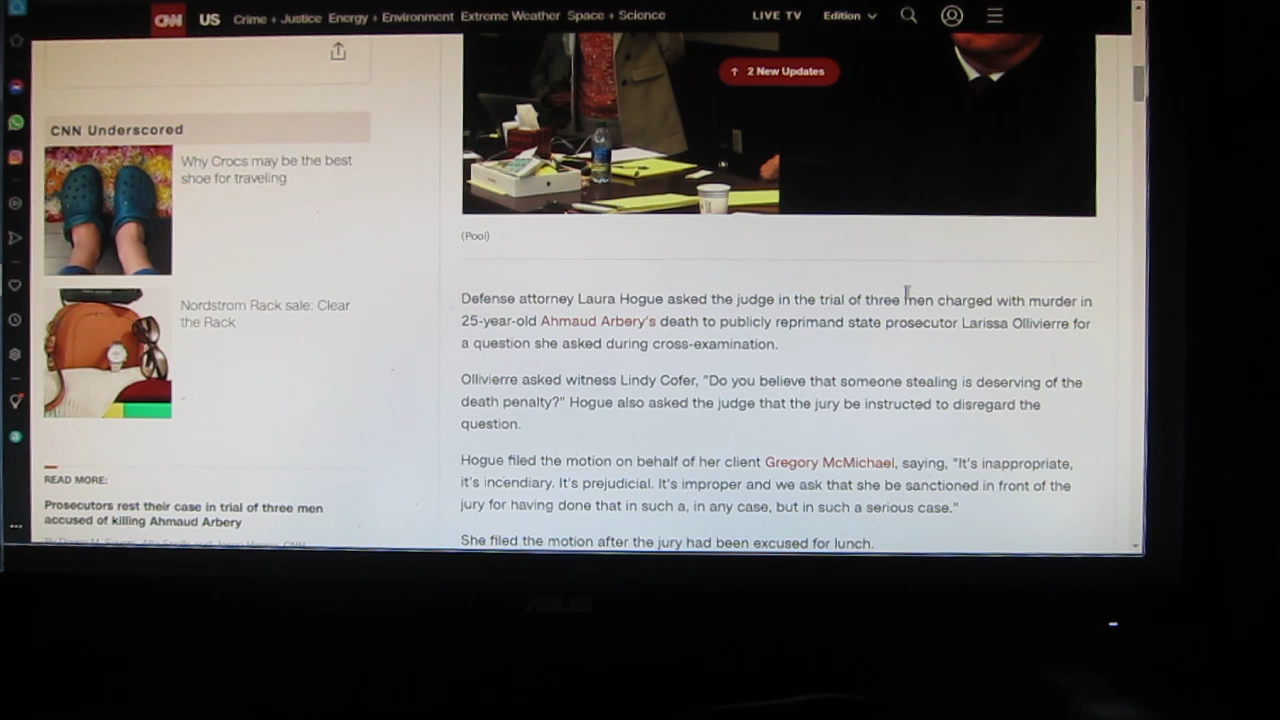 CNN US Crime + Justice Energy + Environment Extreme Weather Space + Science LIVE TV Edition
2 New Updates
CNN Underscored
Why Crocs may be the best
shoe for traveling
Nordstrom Rack sale: Clear
the Rack
READ MORE:
Prosecutors rest their case in trial of three men
accused of killing Ahmaud Arbery
(Pool)
Defense attorney Laura Hogue asked the judge in the trial of three men charged with murder in
25-year-old Ahmaud Arbery's death to publicly reprimand state prosecutor Larissa Ollivierre for
a question she asked during cross-examination.
Ollivierre asked witness Lindy Cofer, "Do you believe that someone stealing is deserving of the
death penalty?" Hogue also asked the judge that the jury be instructed to disregard the
question.
Hogue filed the motion on behalf of her client Gregory McMichael, saying, "It's inappropriate,
it's incendiary. It's prejudicial. It's improper and we ask that she be sanctioned in front of the
jury for having done that in such a, in any case, but in such a serious case."
She filed the motion after the jury had been excused for lunch.
ASUS